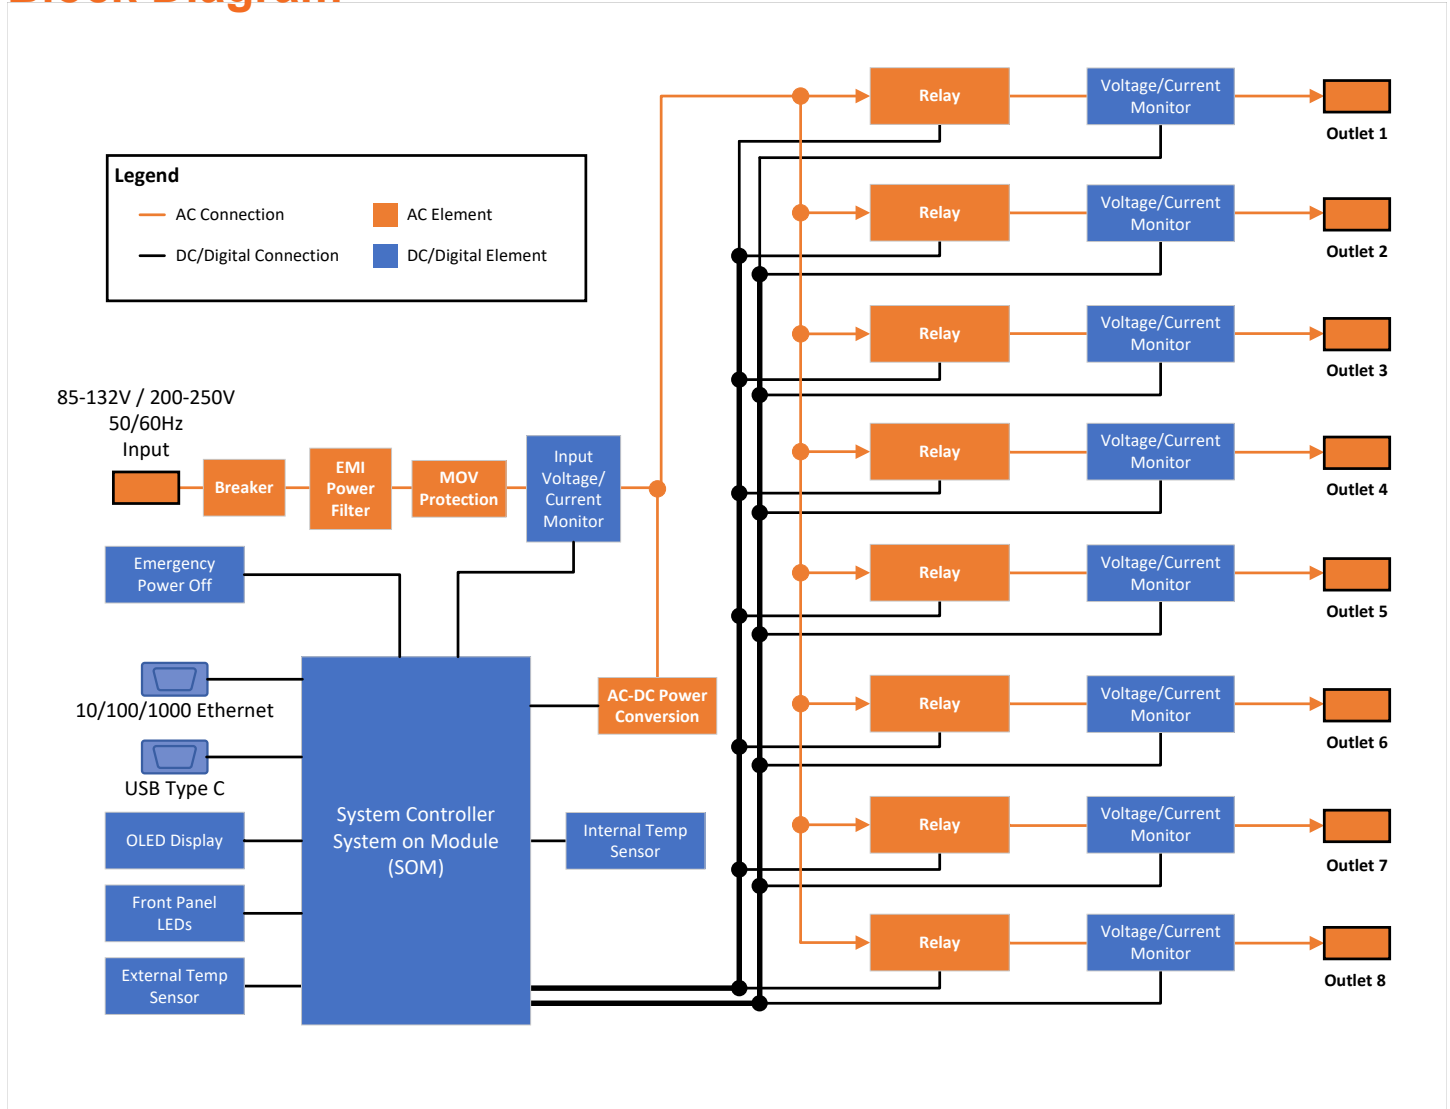 Block Diagram
Legend
AC Connection
AC Element
DC/Digital Connection
DC/Digital Element
85-132V / 200-250V
50/60Hz
Input
Breaker
EMI
Power
Filter
MOV
Protection
Input
Voltage/
Current
Monitor
Emergency
Power Off
10/100/1000 Ethernet
USB Type C
OLED Display
Front Panel
LEDs
External Temp
Sensor
System Controller
System on Module
(SOM)
AC-DC Power
Conversion
Internal Temp
Sensor
Relay
Voltage/Current
Monitor
Outlet 1
Relay
Voltage/Current
Monitor
Outlet 2
Relay
Voltage/Current
Monitor
Outlet 3
Relay
Voltage/Current
Monitor
Outlet 4
Relay
Voltage/Current
Monitor
Outlet 5
Relay
Voltage/Current
Monitor
Outlet 6
Relay
Voltage/Current
Monitor
Outlet 7
Relay
Voltage/Current
Monitor
Outlet 8